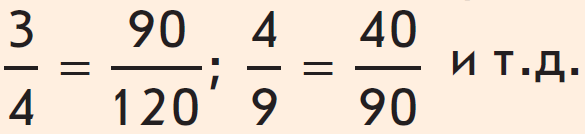 3/4 = 90/120; 4/9 = 40/90 и т.д.